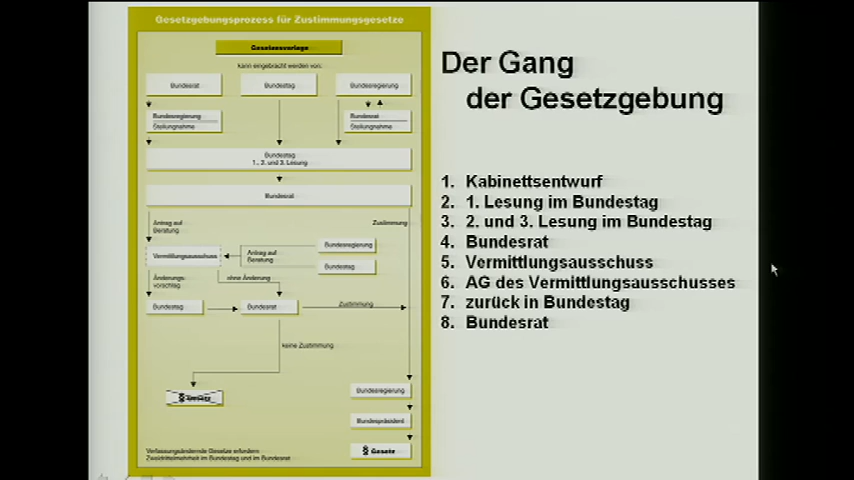 Gesetzgebungsprozess für Zustimmungsgesetze
Gesetzesvorlage
kann eingebracht werden von:
Bundesrat
Bundestag
Bundesregierung
Bundesregierung
Stellungnahme
Bundesrat
Stellungnahme
Bundestag
1., 2. und 3. Lesung
Bundesrat
Antrag auf
Beratung
Zustimmung
Vermittlungsausschuss
Antrag auf
Beratung
Bundesregierung
Bundestag
Änderungs-
vorschlag
ohne Änderung
Bundestag
Bundesrat
Zustimmung
keine Zustimmung
§ Gesetz
Bundesregierung
Bundespräsident
§ Gesetz
Verfassungsändernde Gesetze erfordern
Zweidrittelmehrheit im Bundestag und im Bundesrat
Der Gang
der Gesetzgebung
1. Kabinettsentwurf
2. 1. Lesung im Bundestag
3. 2. und 3. Lesung im Bundestag
4. Bundesrat
5. Vermittlungsausschuss
6. AG des Vermittlungsausschusses
7. zurück in Bundestag
8. Bundesrat